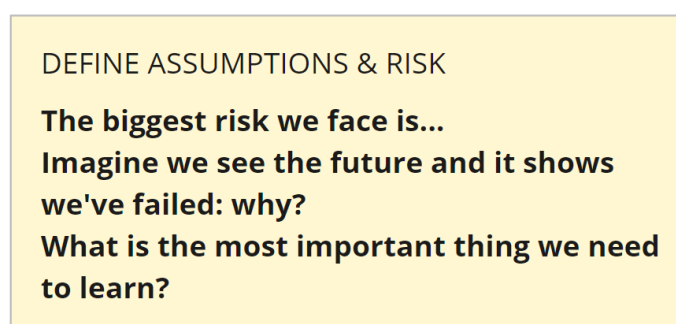 DEFINE ASSUMPTIONS & RISK
The biggest risk we face is...
Imagine we see the future and it shows
we've failed: why?
What is the most important thing we need
to learn?